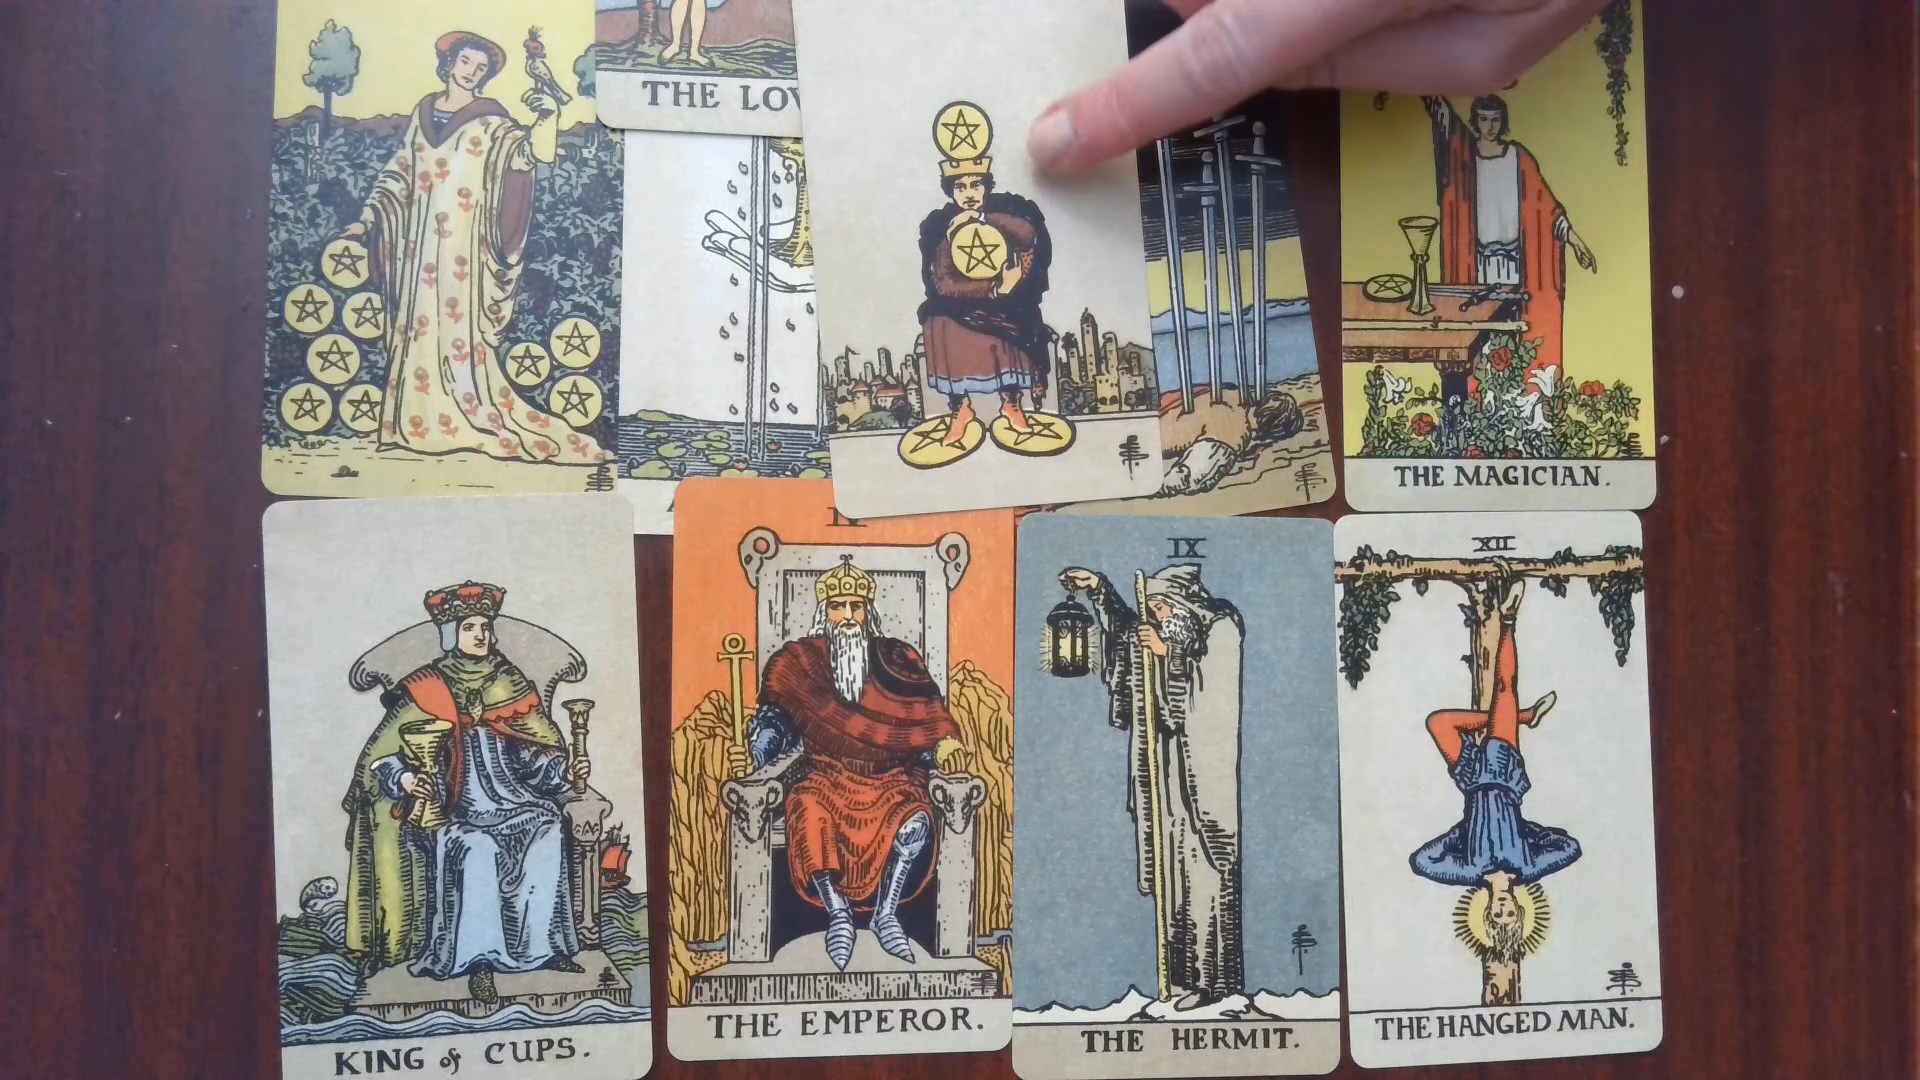 THE LOV
THE MAGICIAN.
IX
XII
KING of CUPS.
THE EMPEROR.
THE HERMIT.
THE HANGED MAN.